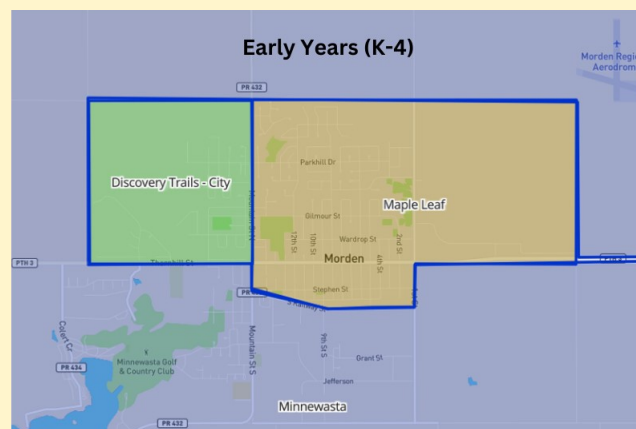 Early Years (K-4)
Morden Regi
Aerodrom
PR 432
Parkhill Dr
Discovery Trails - City
Maple Leaf
Gilmour St
12th St
10th St
Wardrop St
2nd St
4th St
Morden
PTH 3
Thornhill St
Stephen St
S Railway St
Colert Cr
Mountain St S
9th St S
Minnewasta Golf
& Country Club
Grant St
PR 434
Jefferson
Minnewasta
PR 432